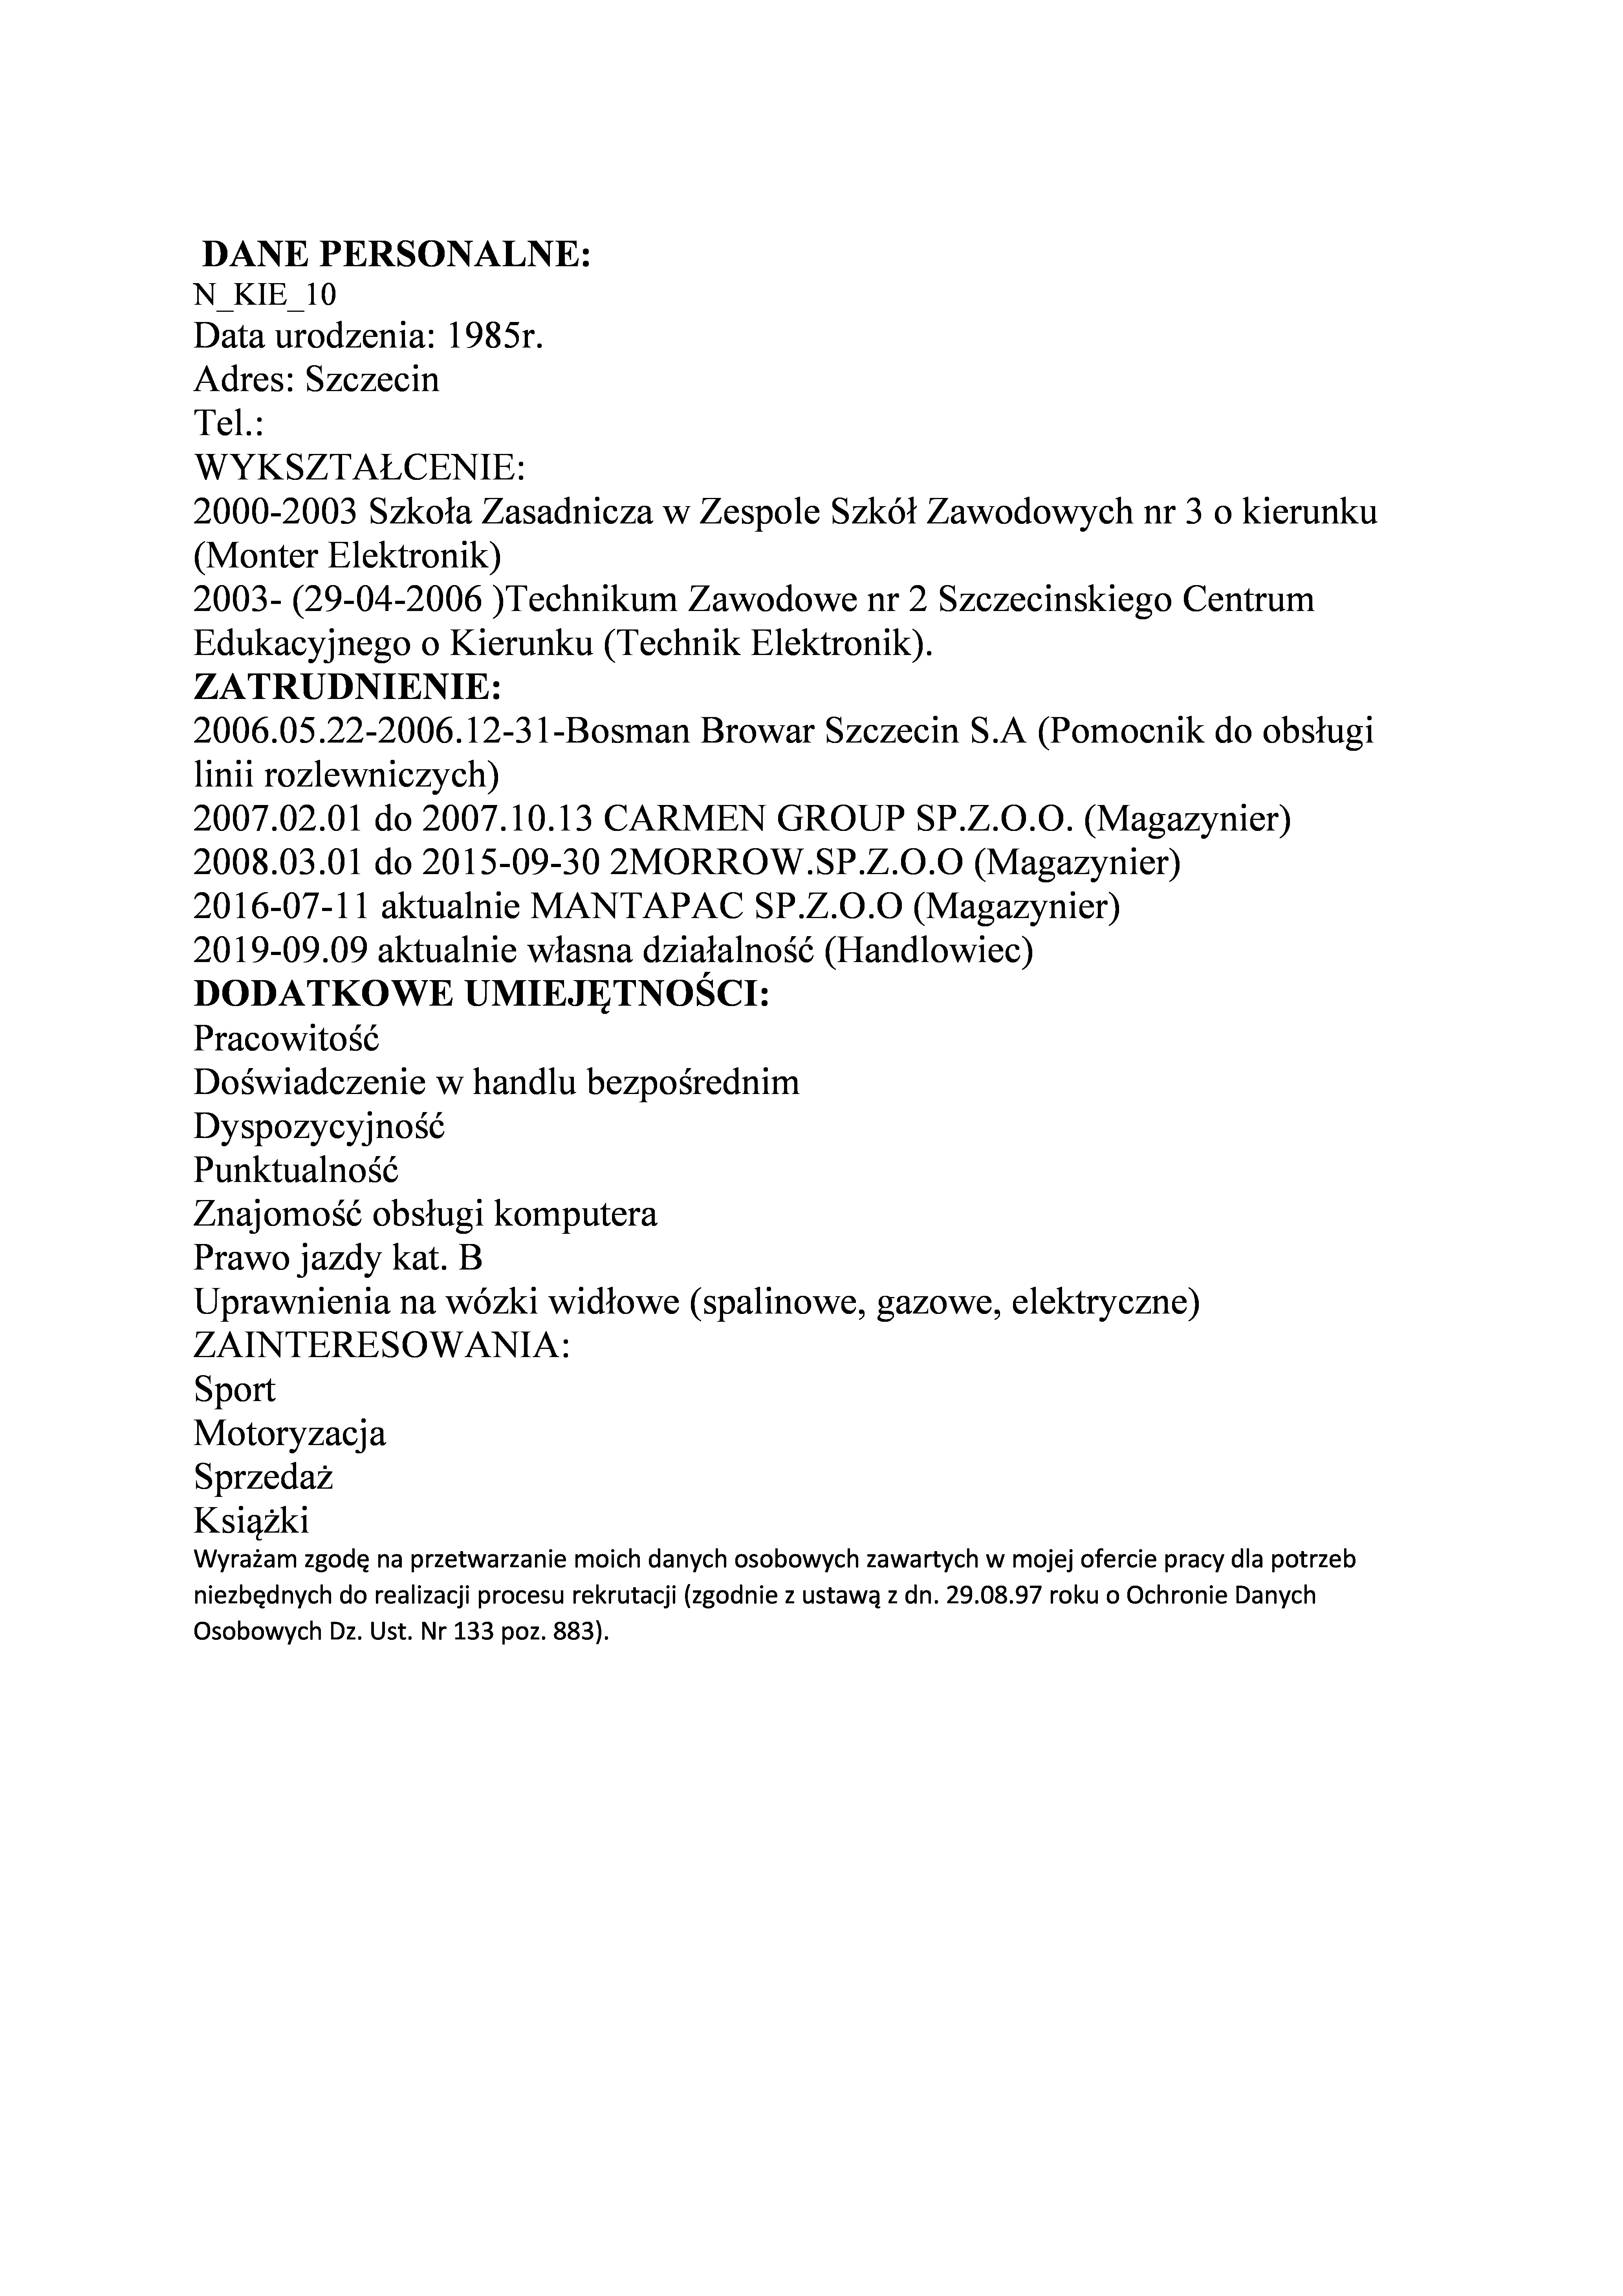 DANE PERSONALNE:
N_KIE_10
Data urodzenia: 1985r.
Adres: Szczecin
Tel.:
WYKSZTAŁCENIE:
2000-2003 Szkoła Zasadnicza w Zespole Szkół Zawodowych nr 3 o kierunku
(Monter Elektronik)
2003- (29-04-2006 )Technikum Zawodowe nr 2 Szczecinskiego Centrum
Edukacyjnego o Kierunku (Technik Elektronik).
ZATRUDNIENIE:
2006.05.22-2006.12-31-Bosman Browar Szczecin S.A (Pomocnik do obsługi
linii rozlewniczych)
2007.02.01 do 2007.10.13 CARMEN GROUP SP.Z.O.O. (Magazynier)
2008.03.01 do 2015-09-30 2MORROW.SP.Z.O.O (Magazynier)
2016-07-11 aktualnie MANTAPAC SP.Z.O.O (Magazynier)
2019-09.09 aktualnie własna działalność (Handlowiec)
DODATKOWE UMIEJĘTNOŚCI:
Pracowitość
Doświadczenie w handlu bezpośrednim
Dyspozycyjność
Punktualność
Znajomość obsługi komputera
Prawo jazdy kat. B
Uprawnienia na wózki widłowe (spalinowe, gazowe, elektryczne)
ZAINTERESOWANIA:
Sport
Motoryzacja
Sprzedaż
Książki
Wyrażam zgodę na przetwarzanie moich danych osobowych zawartych w mojej ofercie pracy dla potrzeb
niezbędnych do realizacji procesu rekrutacji (zgodnie z ustawą z dn. 29.08.97 roku o Ochronie Danych
Osobowych Dz. Ust. Nr 133 poz. 883).